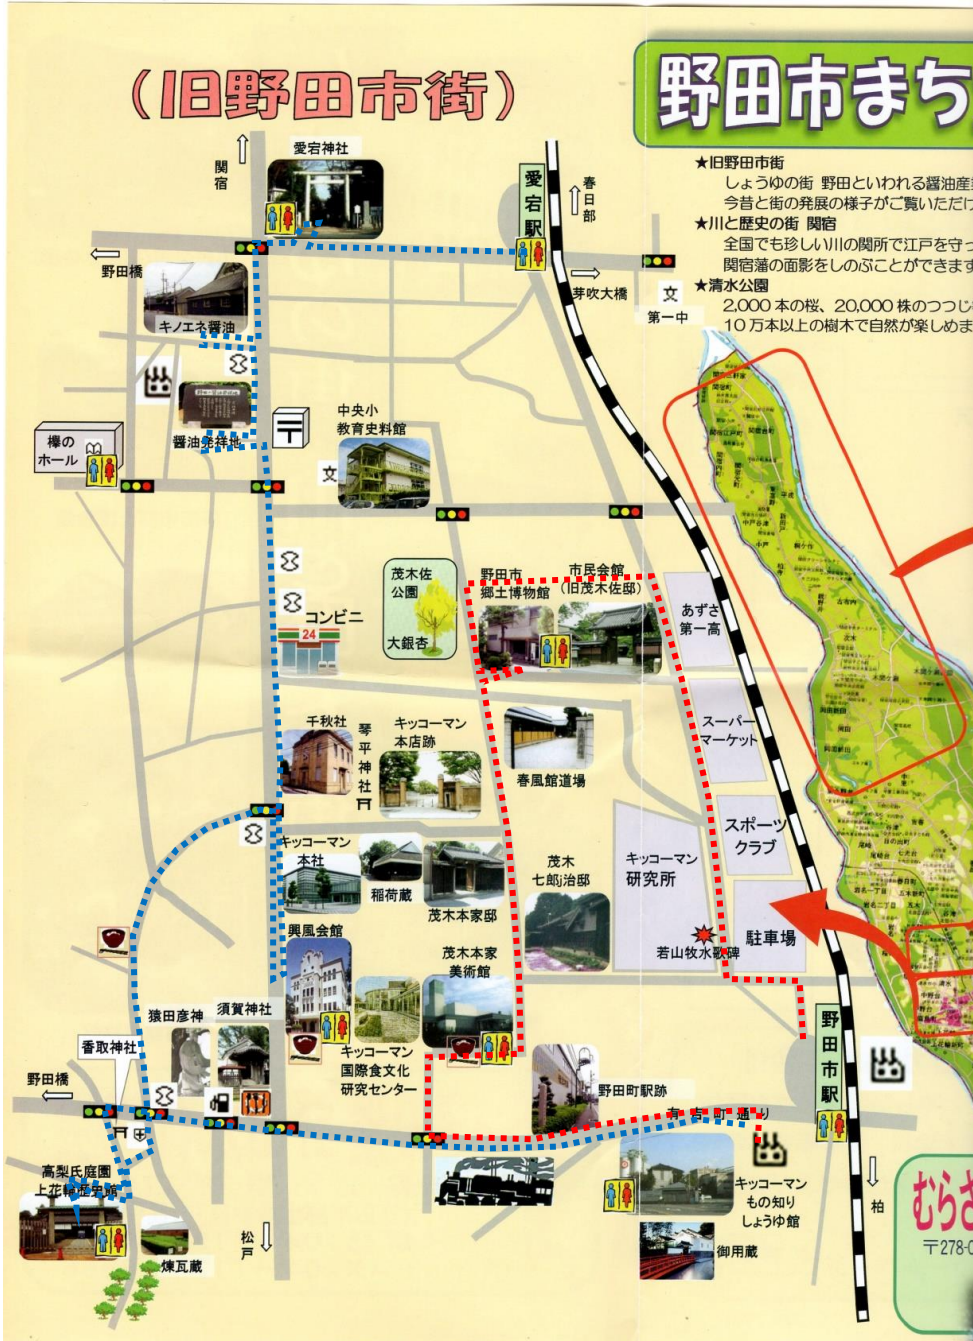 (旧野田市街)
野田市まち
★旧野田市街
しょうゆの街 野田といわれる醤油産
今昔と街の発展の様子がご覧いただけ
★川と歴史の街 関宿
全国でも珍しい川の関所で江戸を守っ
関宿藩の面影をしのぶことができます
★清水公園
2,000 本の桜、20,000 株のつつじ
10 万本以上の樹木で自然が楽しめま
関宿
愛宕神社
愛宕駅
春日部
野田橋
芽吹大橋
文
第一中
キノエネ醤油
醤油発祥地
欅の
ホール
中央小
教育史料館
文
茂木佐
公園
大銀杏
野田市
郷土博物館
市民会館
(旧茂木佐邸)
あずさ
第一高
コンビニ
24
スーパー
マーケット
千秋社
琴平神社
キッコーマン
本店跡
春風館道場
スポーツ
クラブ
キッコーマン
本社
稲荷蔵
茂木本家邸
茂木
七郎治邸
キッコーマン
研究所
駐車場
若山牧水歌碑
興風会館
茂木本家
美術館
キッコーマン
国際食文化
研究センター
猿田彦神
須賀神社
香取神社
野田橋
野田町駅跡
有吉町通り
野田市駅
高梨氏庭園
上花輪歴史館
煉瓦蔵
松戸
キッコーマン
もの知り
しょうゆ館
御用蔵
柏
むらさ
〒278-0